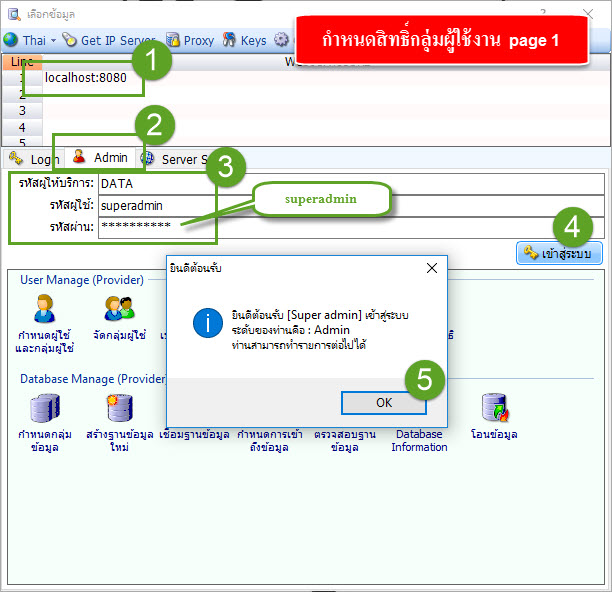 เลือกข้อมูล
?
กำหนดสิทธิ์กลุ่มผู้ใช้งาน page 1
Thai
Get IP Server
Proxy
Keys
Line
1
localhost:8080
2
3
4
5
1
2
Login
Admin
Server S
3
รหัสผู้ให้บริการ:
DATA
รหัสผู้ใช้:
superadmin
รหัสผ่าน:
**********
superadmin
4
เข้าสู่ระบบ
ยินดีต้อนรับ
User Manage (Provider)
ยินดีต้อนรับ [Super admin] เข้าสู่ระบบ
ระดับของท่านคือ : Admin
ท่านสามารถทำรายการต่อไปได้
กำหนดผู้ใช้
และกลุ่มผู้ใช้
จัดกลุ่มผู้ใช้
5
OK
Database Manage (Provider)
กำหนดกลุ่ม
ข้อมูล
สร้างฐานข้อมูล
ใหม่
เชื่อมฐานข้อมูล
กำหนดการเข้า
ถึงข้อมูล
ตรวจสอบฐาน
ข้อมูล
Database
Information
โอนข้อมูล